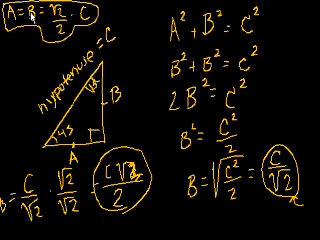 A = B = √2/2 · C
hypotenuse = C
45
B
A
B = C/√2 · √2/√2 = C√2/2
A² + B² = C²
B² + B² = C²
2B² = C²
B² = C²/2
B = √(C²/2) = C/√2